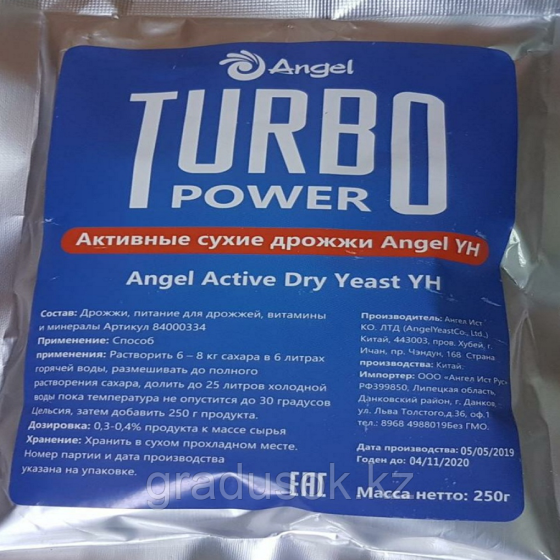 Angel
TURBO
POWER
Активные сухие дрожжи Angel YH
Angel Active Dry Yeast YH
Состав: Дрожжи, питание для дрожжей, витамины
и минералы Артикул 84000334
Применение: Способ
применения: Растворить 6 – 8 кг сахара в 6 литрах
горячей воды, размешивать до полного
растворения сахара, долить до 25 литров холодной
воды пока температура не опустится до 30 градусов
Цельсия, затем добавить 250 г продукта.
Дозировка: 0,3-0,4% продукта к массе сырья
Хранение: Хранить в сухом прохладном месте.
Номер партии и дата производства
указана на упаковке.
Производитель: Ангел Ист
КО. ЛТД (AngelYeastCo., Ltd.,)
Китай, 443003, пров. Хубей, г.
Ичан, пр. Чэндун, 168 Страна
производства: Китай.
Импортер: ООО «Ангел Ист Рус»
РФ399850, Липецкая область,
Данковский район, г. Данков,
ул. Льва Толстого,д.36, оф.1
тел.: 8968 4988019Без ГМО.
Дата производства: 05/05/2019
Годен до: 04/11/2020
Масса нетто: 250г
EAC
gradusnik.kz